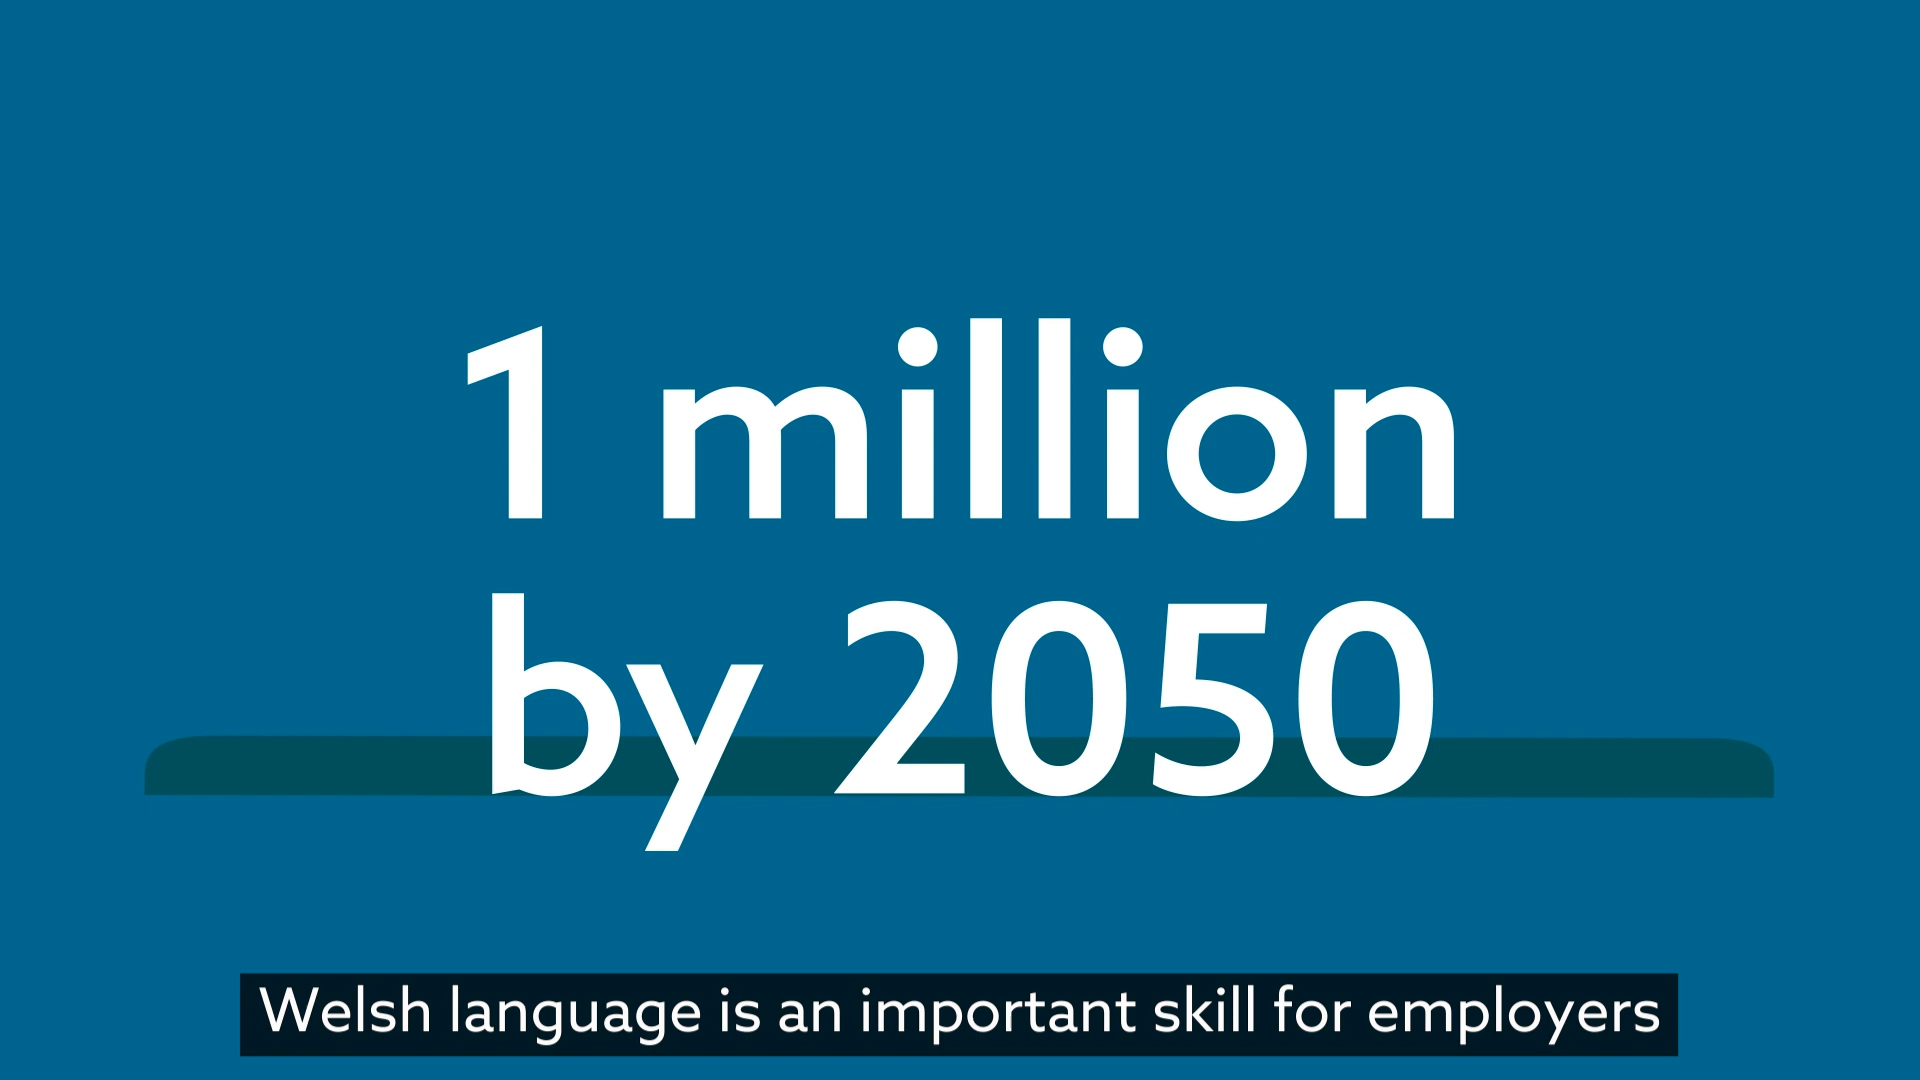 1 million
by 2050
Welsh language is an important skill for employers